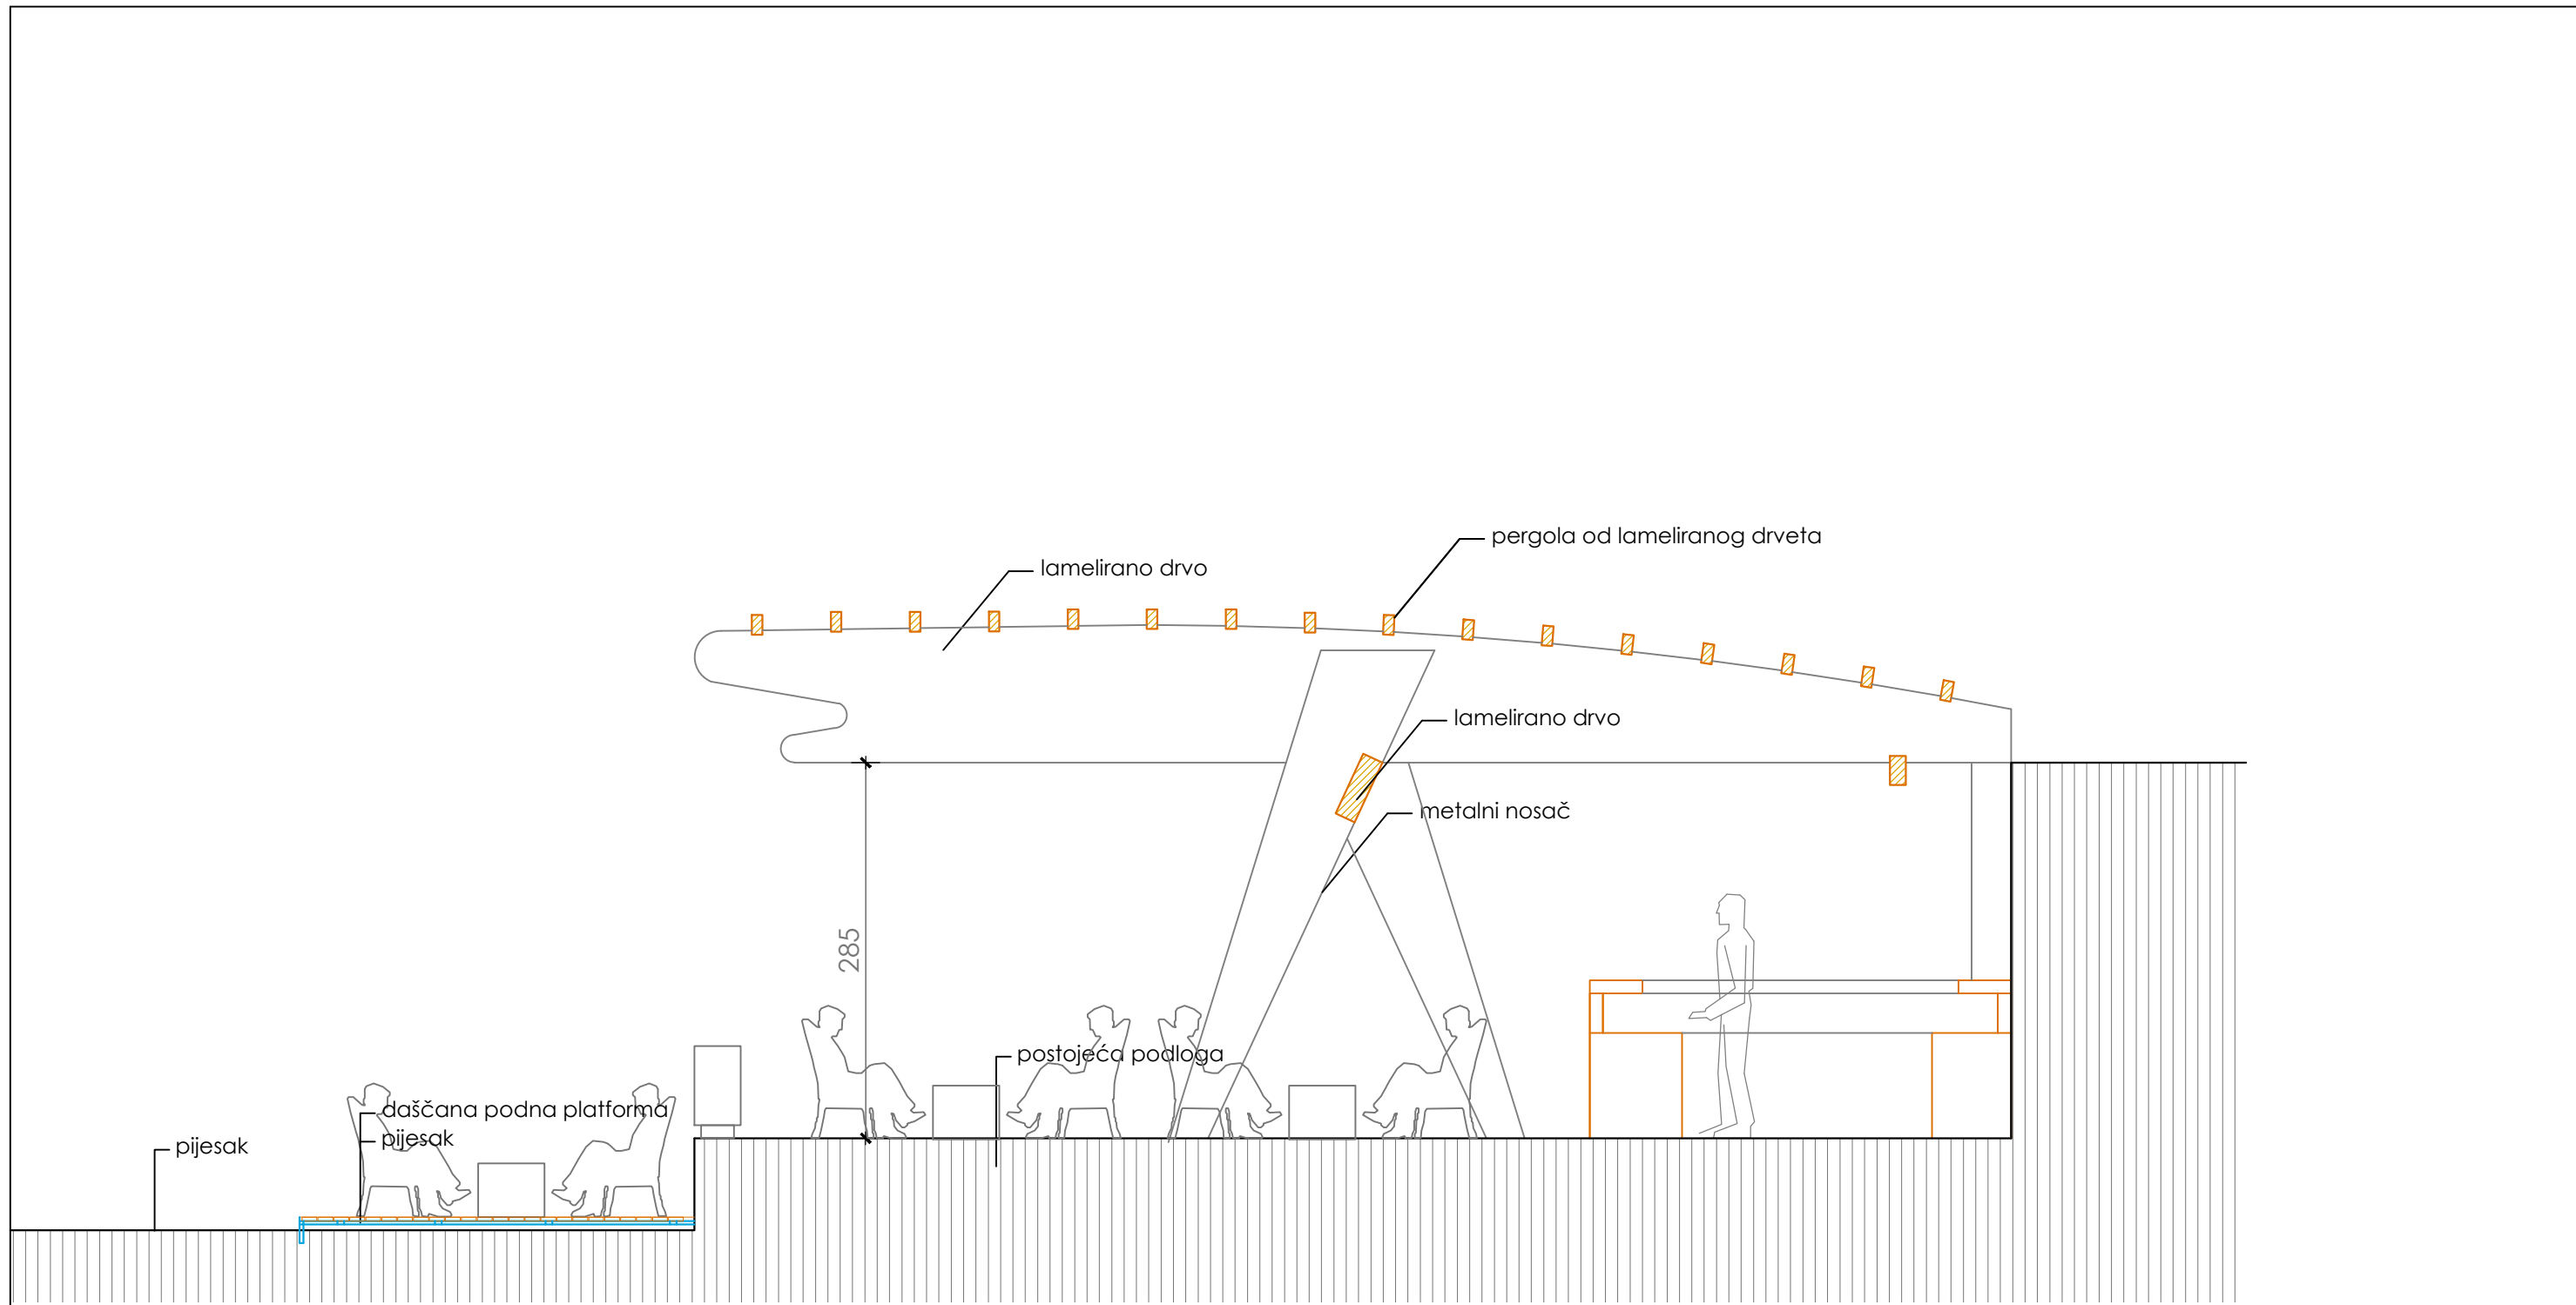 pergola od lameliranog drveta
lamelirano drvo
lamelirano drvo
metalni nosač
285
postojeća podloga
daščana podna platforma
pijesak
pijesak